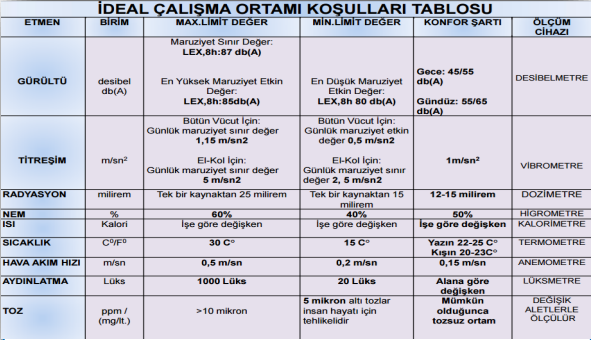 İDEAL ÇALIŞMA ORTAMI KOŞULLARI TABLOSU
ETMEN BİRİM MAX.LİMİT DEĞER MİN.LİMİT DEĞER KONFOR ŞARTI ÖLÇÜM CİHAZI
GÜRÜLTÜ
desibel
db(A)
Maruziyet Sınır Değer:
LEX,8h:87 db(A)
En Yüksek Maruziyet Etkin
Değer:
LEX,8h:85db(A)
En Düşük Maruziyet
Etkin Değer:
LEX,8h 80 db(A)
Gece: 45/55
db(A)
Gündüz: 55/65
db(A)
DESİBELMETRE
TİTREŞİM
m/sn²
Bütün Vücut İçin:
Günlük maruziyet sınır değer
1,15 m/sn2
El-Kol İçin:
Günlük maruziyet sınır değer
5 m/sn2
Bütün Vücut İçin:
Günlük maruziyet etkin
değer 0,5 m/sn2
El-Kol İçin:
Günlük maruziyet sınır
değer 2, 5 m/sn2
1m/sn²
VİBROMETRE
RADYASYON milirem Tek bir kaynaktan 25 milirem Tek bir kaynaktan 15 milirem 12-15 milirem DOZİMETRE
NEM % 60% 40% 50% HİGROMETRE
ISI Kalori İşe göre değişken İşe göre değişken İşe göre değişken KALORİMETRE
SICAKLIK C⁰/F⁰ 30 C° 15 C° Yazın 22-25 C°
Kışın 20-23C° TERMOMETRE
HAVA AKIM HIZI m/sn 0,5 m/sn 0,2 m/sn 0,15 m/sn ANEMOMETRE
AYDINLATMA Lüks 1000 Lüks 20 Lüks Alana göre
değişken LÜKSMETRE
TOZ
ppm /
(mg/lt.)
>10 mikron
5 mikron altı tozlar
insan hayatı için
tehlikelidir
Mümkün
olduğunca
tozsuz ortam
DEĞİŞİK
ALETLERLE
ÖLÇÜLÜR